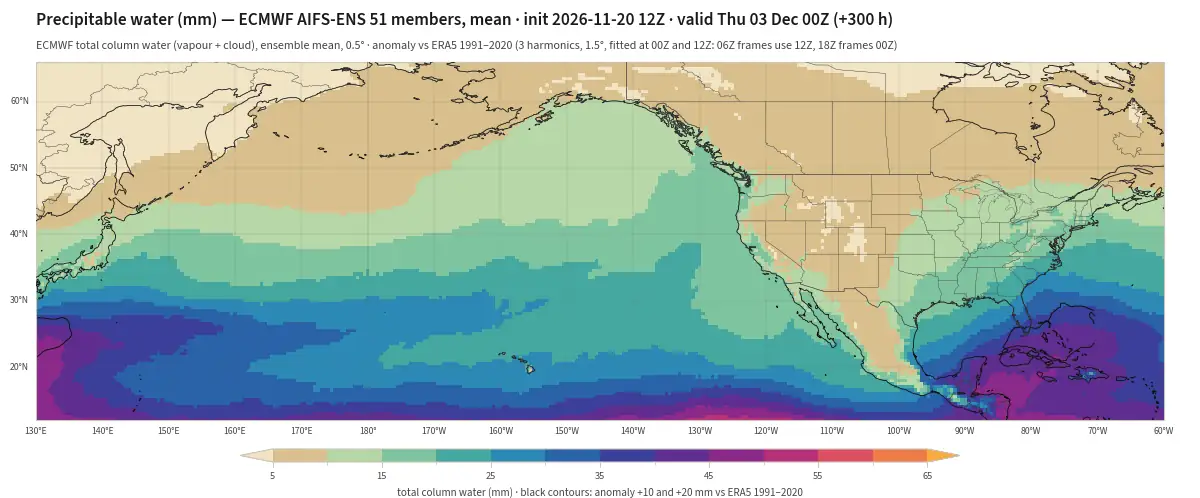 Precipitable water (mm) — ECMWF AIFS-ENS 51 members, mean · init 2026-11-20 12Z · valid Thu 03 Dec 00Z (+300 h)
ECMWF total column water (vapour + cloud), ensemble mean, 0.5° · anomaly vs ERA5 1991–2020 (3 harmonics, 1.5°, fitted at 00Z and 12Z: 06Z frames use 12Z, 18Z frames 00Z)
60°N
50°N
40°N
30°N
20°N
130°E 140°E 150°E 160°E 170°E 180° 170°W 160°W 150°W 140°W 130°W 120°W 110°W 100°W 90°W 80°W 70°W 60°W
5 15 25 35 45 55 65
total column water (mm) · black contours: anomaly +10 and +20 mm vs ERA5 1991–2020